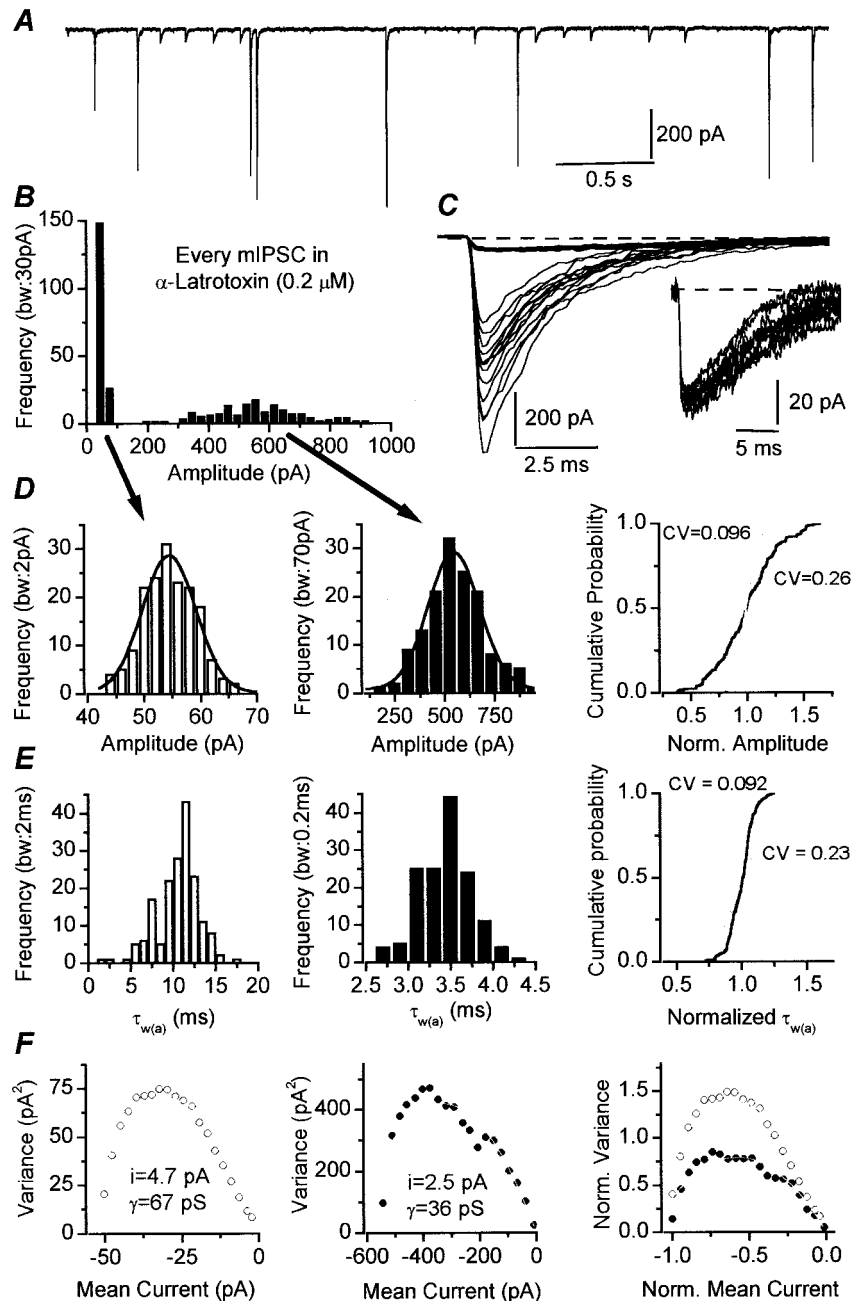 A
200 pA
0.5 s
B
Frequency (bw:30pA)
150
100
50
0
Every mIPSC in
α-Latrotoxin (0.2 μM)
0 200 400 600 800 1000
Amplitude (pA)
C
200 pA
2.5 ms
20 pA
5 ms
D
Frequency (bw:2pA)
30
20
10
0
40 50 60 70
Amplitude (pA)
Frequency (bw:70pA)
30
20
10
0
250 500 750
Amplitude (pA)
Cumulative Probability
1.0
0.5
0.0
CV=0.096
CV=0.26
0.5 1.0 1.5
Norm. Amplitude
E
Frequency (bw:2ms)
40
30
20
10
0
0 5 10 15 20
τw(a) (ms)
Frequency (bw:0.2ms)
40
30
20
10
0
2.5 3.0 3.5 4.0 4.5
τw(a) (ms)
Cumulative probability
1.0
0.5
0.0
CV = 0.092
CV = 0.23
0.5 1.0 1.5
Normalized τw(a)
F
Variance (pA²)
100
75
50
25
0
i=4.7 pA
γ=67 pS
-50 -25 0
Mean Current (pA)
Variance (pA²)
400
200
0
i=2.5 pA
γ=36 pS
-600 -400 -200 0
Mean Current (pA)
Norm. Variance
1.5
1.0
0.5
0.0
-1.0 -0.5 0.0
Norm. Mean Current